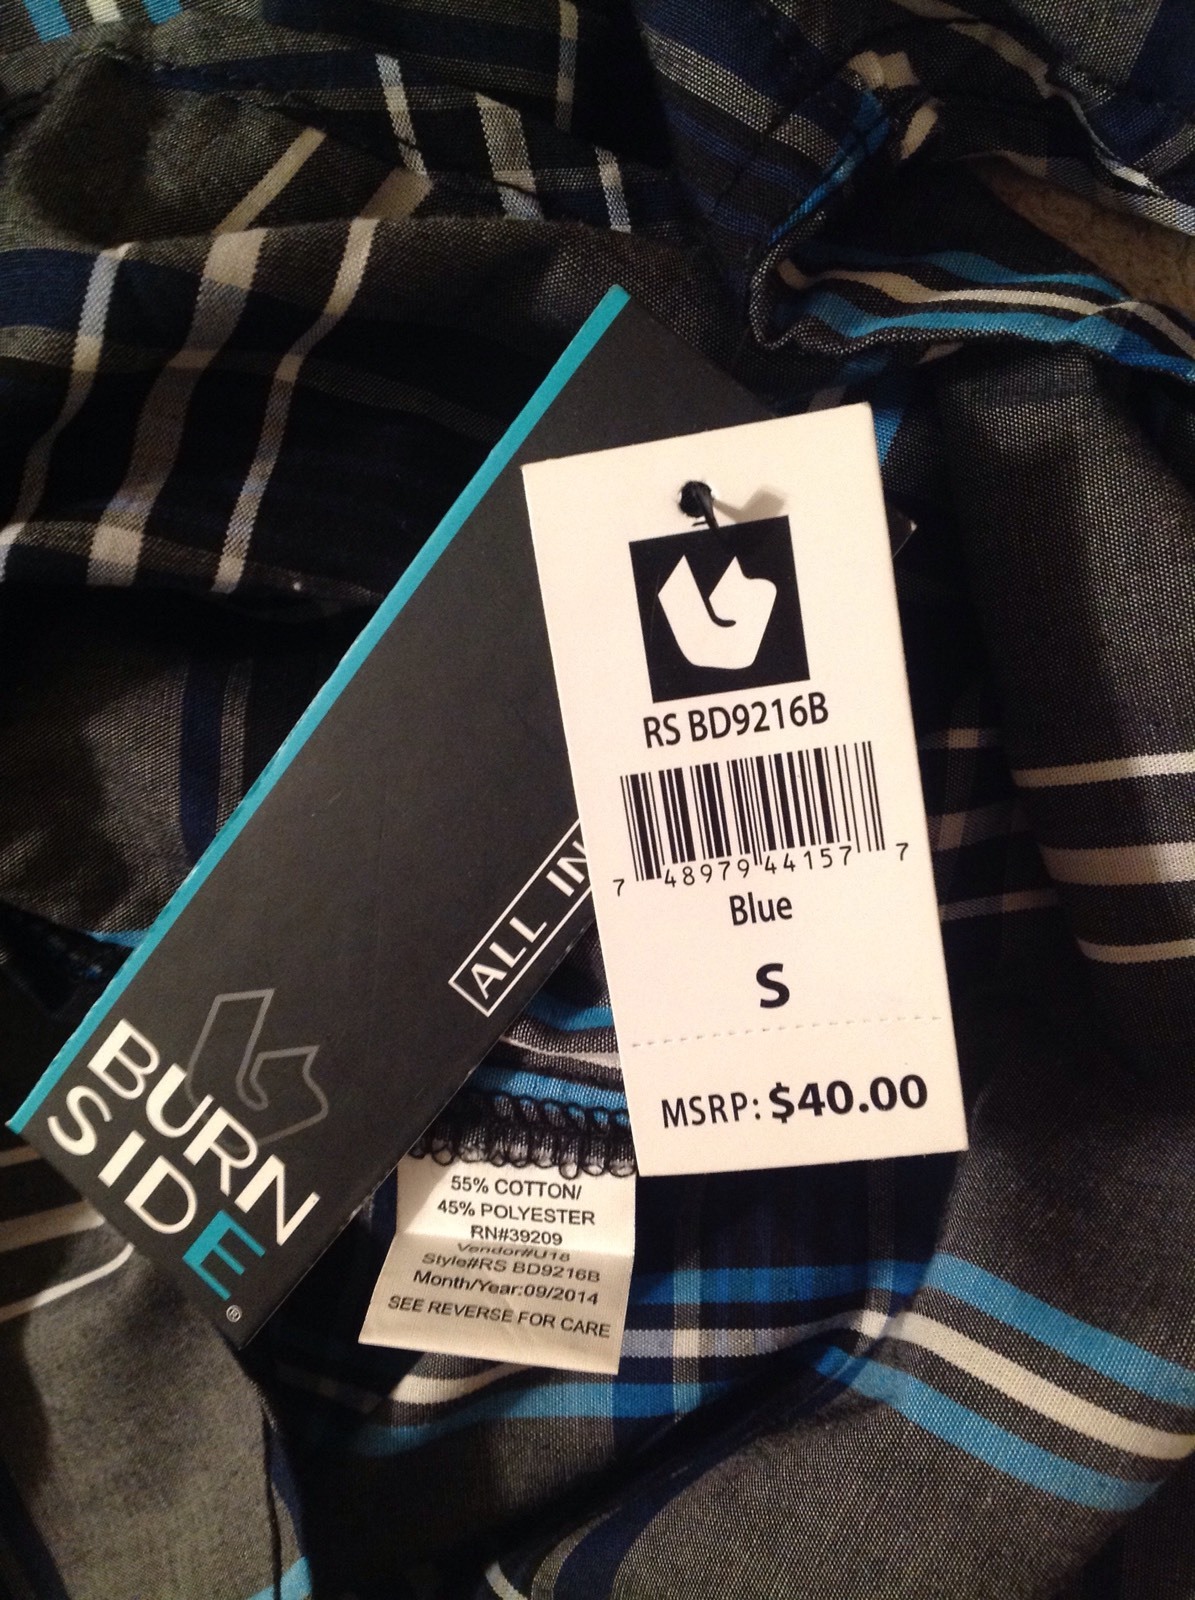 RS BD9216B
7 48979 44157 7
Blue
S
MSRP: $40.00
ALL IN
BURN
SIDE
®
55% COTTON/
45% POLYESTER
RN#39209
Vendor#U18
Style#RS BD9216B
Month/Year:09/2014
SEE REVERSE FOR CARE